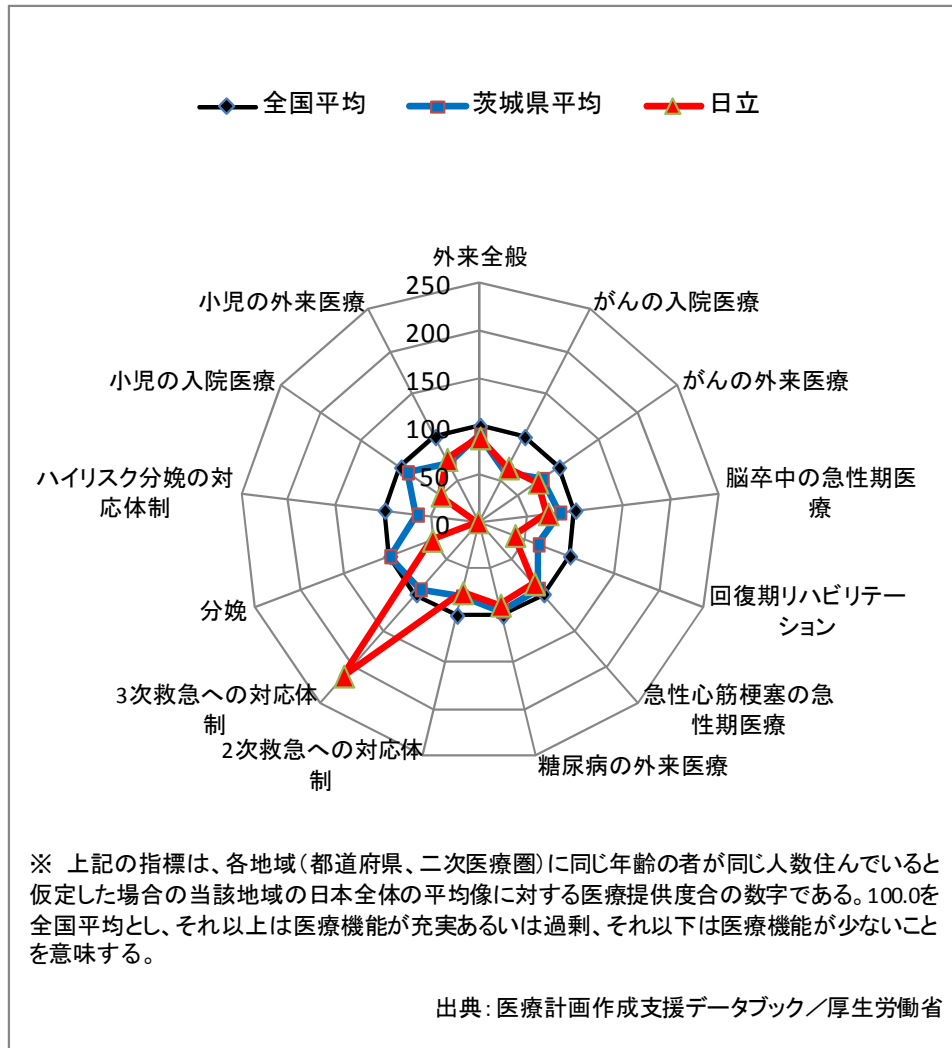 全国平均 茨城県平均 日立
外来全般
がんの入院医療
がんの外来医療
脳卒中の急性期医
療
回復期リハビリテー
ション
急性心筋梗塞の急
性期医療
糖尿病の外来医療
2次救急への対応体
制
3次救急への対応体
制
分娩
ハイリスク分娩の対
応体制
小児の入院医療
小児の外来医療
250
200
150
100
50
0
※ 上記の指標は、各地域(都道府県、二次医療圏)に同じ年齢の者が同じ人数住んでいると
仮定した場合の当該地域の日本全体の平均像に対する医療提供度合の数字である。100.0を
全国平均とし、それ以上は医療機能が充実あるいは過剰、それ以下は医療機能が少ないこと
を意味する。
出典:医療計画作成支援データブック/厚生労働省